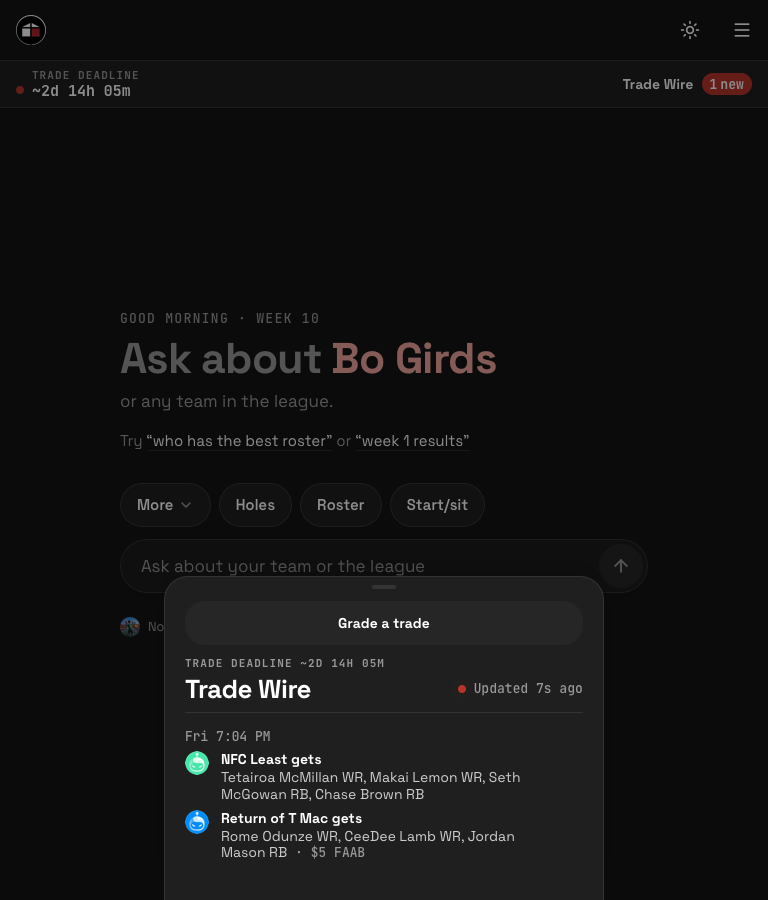 TRADE DEADLINE
~2d 14h 05m
Trade Wire 1 new
GOOD MORNING · WEEK 10
Ask about Bo Girds
or any team in the league.
Try “who has the best roster” or “week 1 results”
More Holes Roster Start/sit
Ask about your team or the league
No
Grade a trade
TRADE DEADLINE ~2D 14H 05M
Trade Wire
Updated 7s ago
Fri 7:04 PM
NFC Least gets
Tetairoa McMillan WR, Makai Lemon WR, Seth
McGowan RB, Chase Brown RB
Return of T Mac gets
Rome Odunze WR, CeeDee Lamb WR, Jordan
Mason RB · $5 FAAB